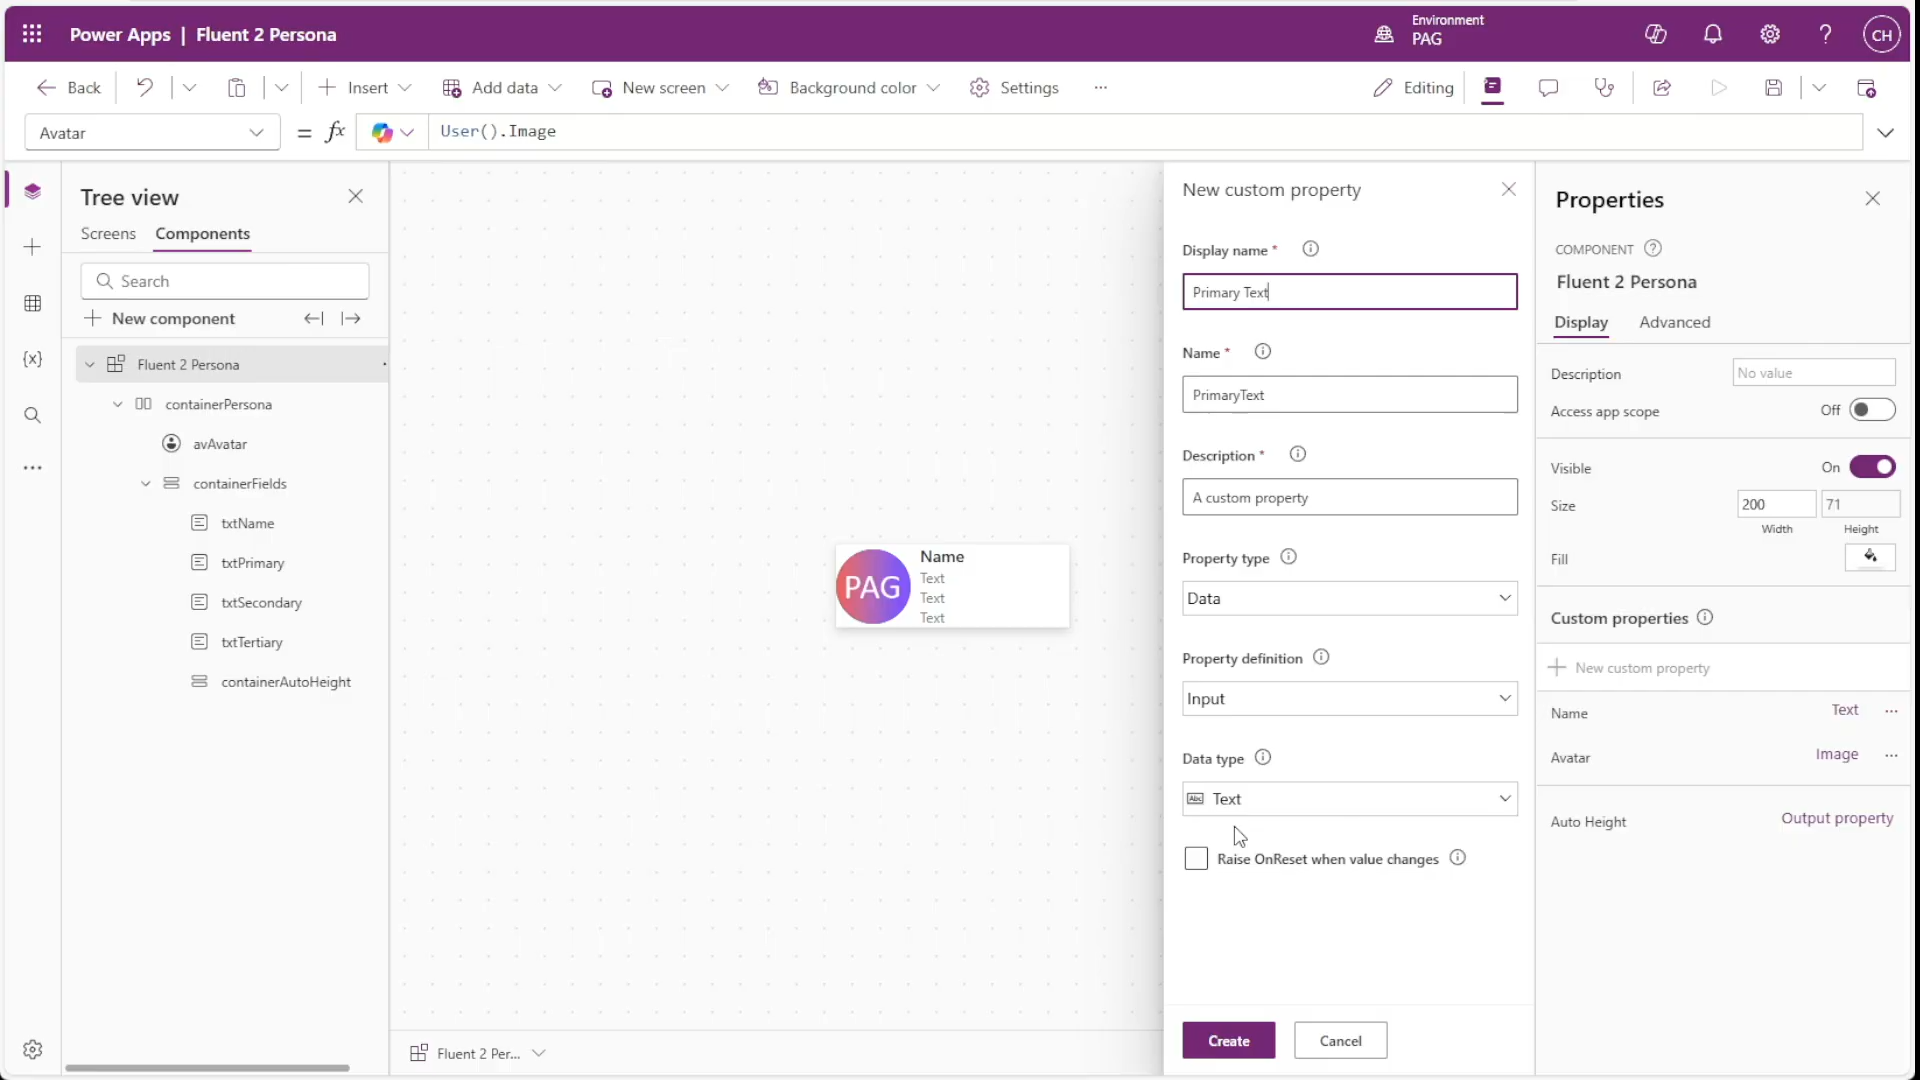 Power Apps | Fluent 2 Persona
Environment
PAG
CH
Back
Insert
Add data
New screen
Background color
Settings
Editing
Avatar
= fx
User().Image
Tree view
Screens
Components
Search
New component
Fluent 2 Persona
containerPersona
avAvatar
containerFields
txtName
txtPrimary
txtSecondary
txtTertiary
containerAutoHeight
PAG
Name
Text
Text
Text
Fluent 2 Per...
New custom property
Display name *
Primary Text
Name *
PrimaryText
Description *
A custom property
Property type
Data
Property definition
Input
Data type
Abc Text
Raise OnReset when value changes
Create
Cancel
Properties
COMPONENT
Fluent 2 Persona
Display
Advanced
Description
No value
Access app scope
Off
Visible
On
Size
200
71
Width
Height
Fill
Custom properties
New custom property
Name
Text
Avatar
Image
Auto Height
Output property